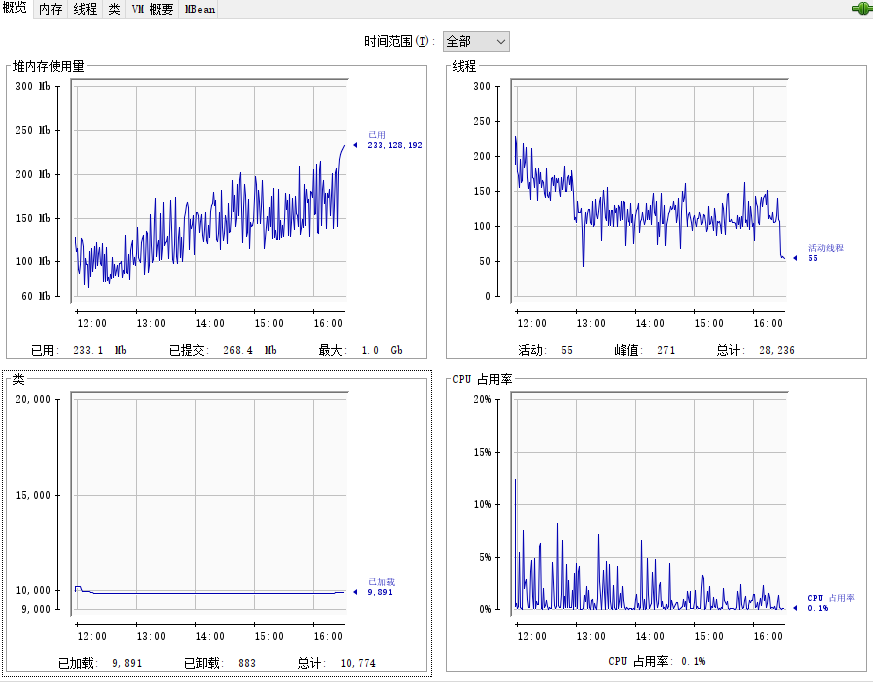 概览 内存 线程 类 VM 概要 MBean
时间范围(T): 全部
堆内存使用量
300 Mb
250 Mb
200 Mb
150 Mb
100 Mb
60 Mb
已用
233,128,192
12:00 13:00 14:00 15:00 16:00
已用: 233.1 Mb 已提交: 268.4 Mb 最大: 1.0 Gb
线程
300
250
200
150
100
50
0
活动线程
55
12:00 13:00 14:00 15:00 16:00
活动: 55 峰值: 271 总计: 28,236
类
20,000
15,000
10,000
9,000
已加载
9,891
12:00 13:00 14:00 15:00 16:00
已加载: 9,891 已卸载: 883 总计: 10,774
CPU 占用率
20%
15%
10%
5%
0%
CPU 占用率
0.1%
12:00 13:00 14:00 15:00 16:00
CPU 占用率: 0.1%